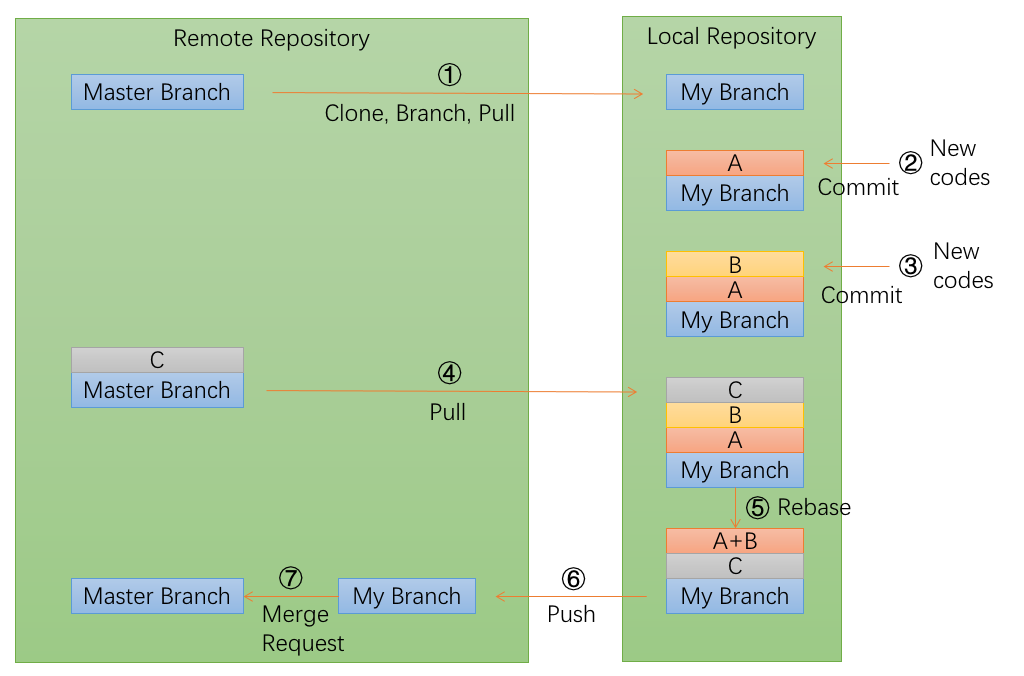 Remote Repository
Local Repository
Master Branch
①
Clone, Branch, Pull
My Branch
A
My Branch
②
New
codes
Commit
B
A
My Branch
③
New
codes
Commit
C
Master Branch
④
Pull
C
B
A
My Branch
⑤ Rebase
A+B
C
My Branch
⑥
Push
My Branch
⑦
Merge
Request
Master Branch